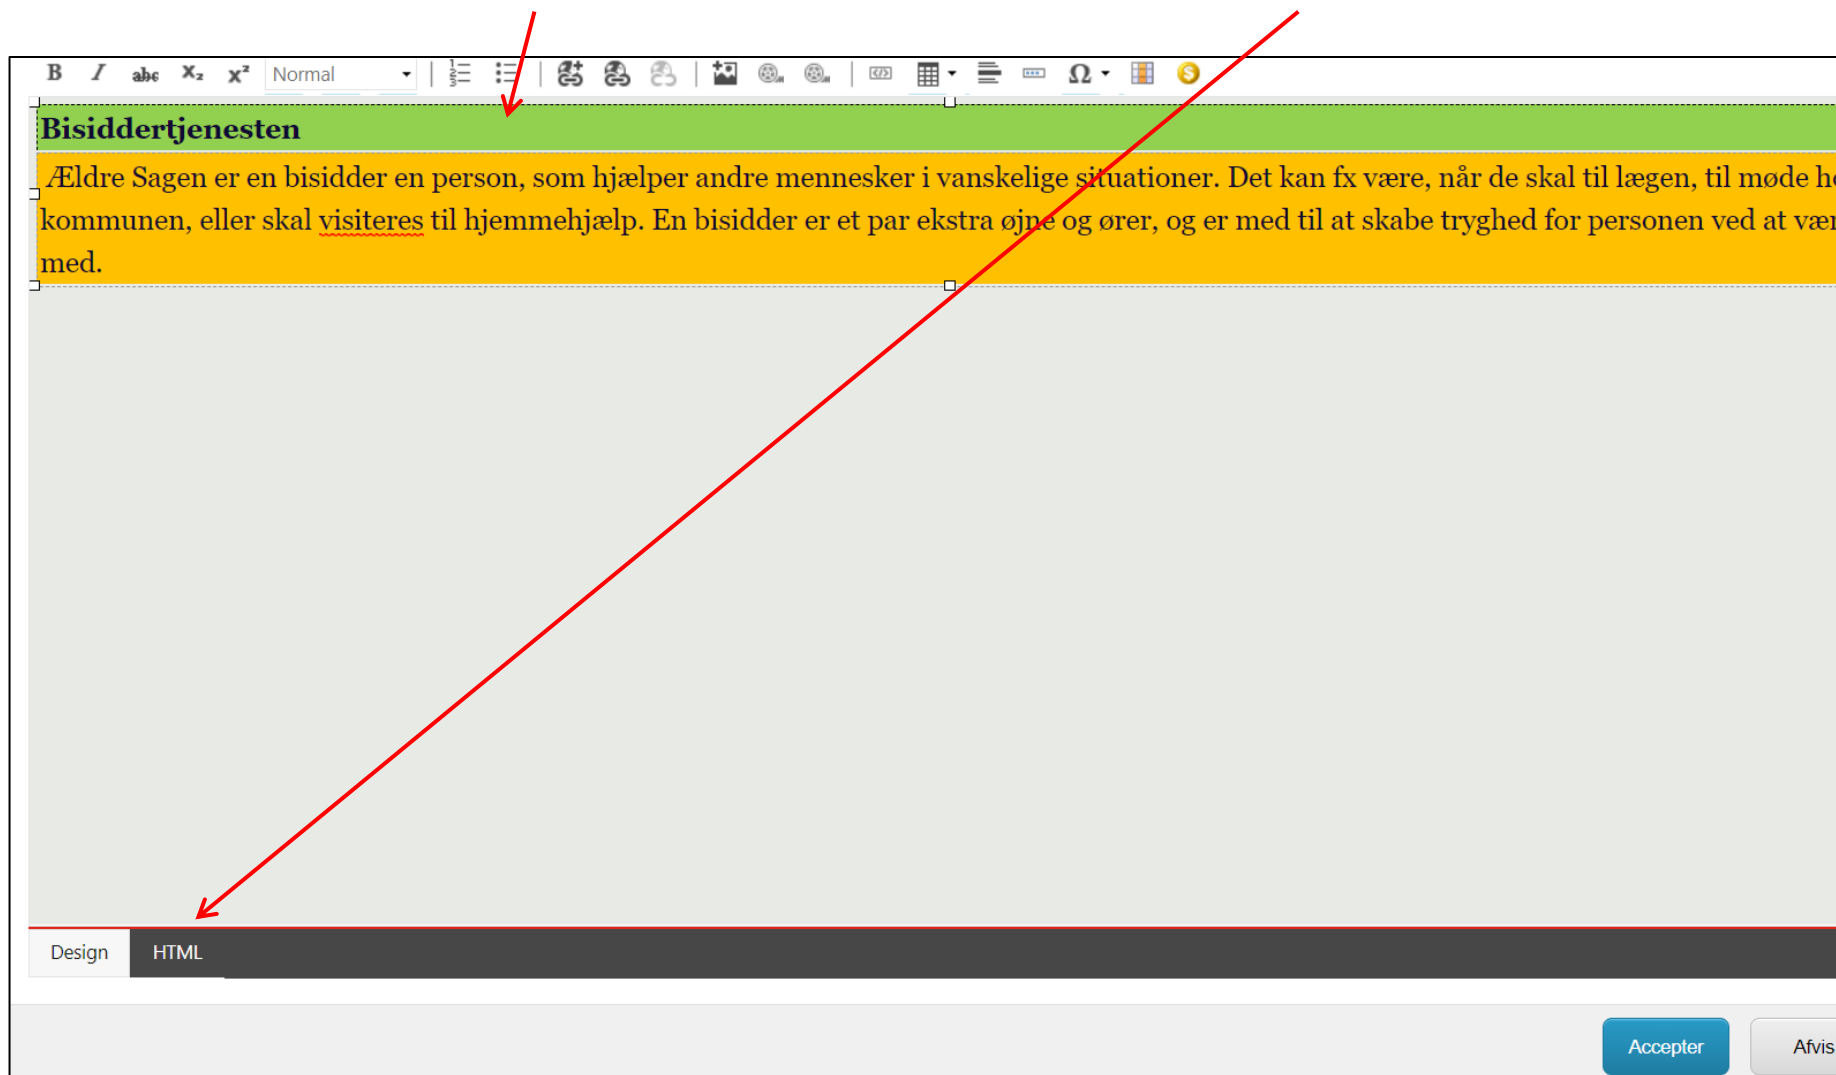 B I abc X₂ X² Normal </> Ω
Bisiddertjenesten
Ældre Sagen er en bisidder en person, som hjælper andre mennesker i vanskelige situationer. Det kan fx være, når de skal til lægen, til møde
kommunen, eller skal visiteres til hjemmehjælp. En bisidder er et par ekstra øjne og ører, og er med til at skabe tryghed for personen ved at
med.
Design HTML
Accepter Afvis